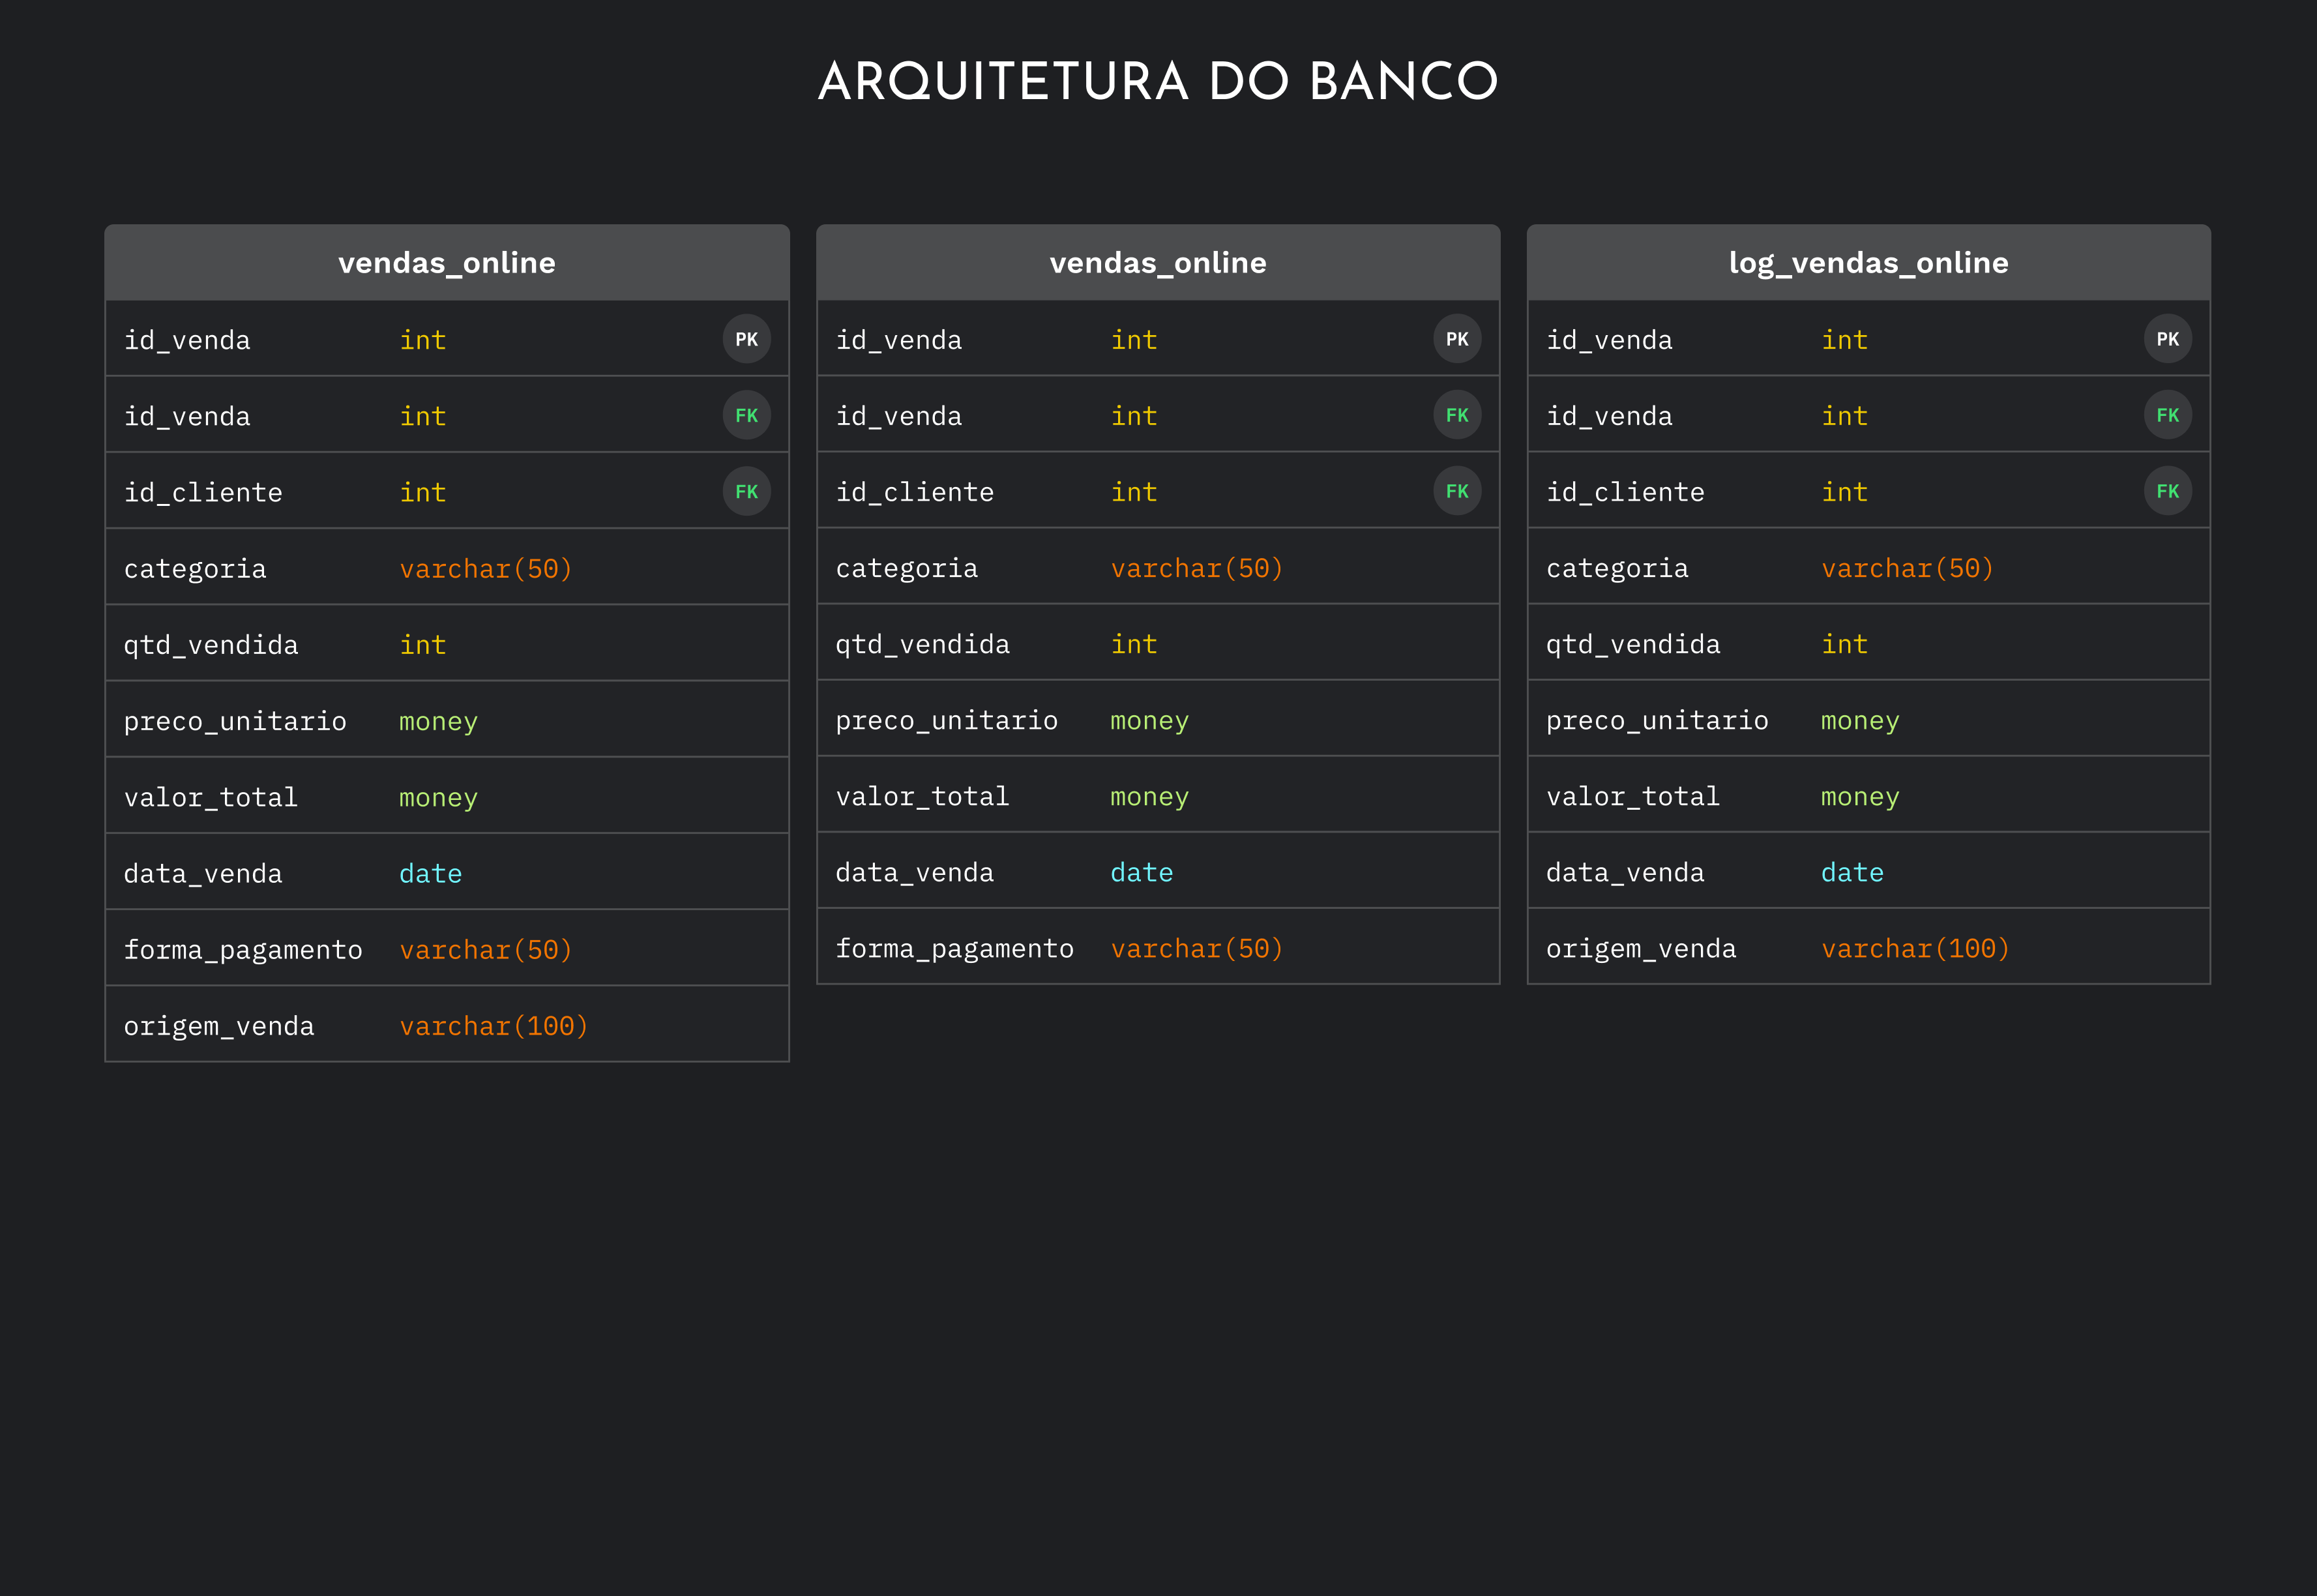 ARQUITETURA DO BANCO
vendas_online
id_venda int PK
id_venda int FK
id_cliente int FK
categoria varchar(50)
qtd_vendida int
preco_unitario money
valor_total money
data_venda date
forma_pagamento varchar(50)
origem_venda varchar(100)
vendas_online
id_venda int PK
id_venda int FK
id_cliente int FK
categoria varchar(50)
qtd_vendida int
preco_unitario money
valor_total money
data_venda date
forma_pagamento varchar(50)
log_vendas_online
id_venda int PK
id_venda int FK
id_cliente int FK
categoria varchar(50)
qtd_vendida int
preco_unitario money
valor_total money
data_venda date
origem_venda varchar(100)